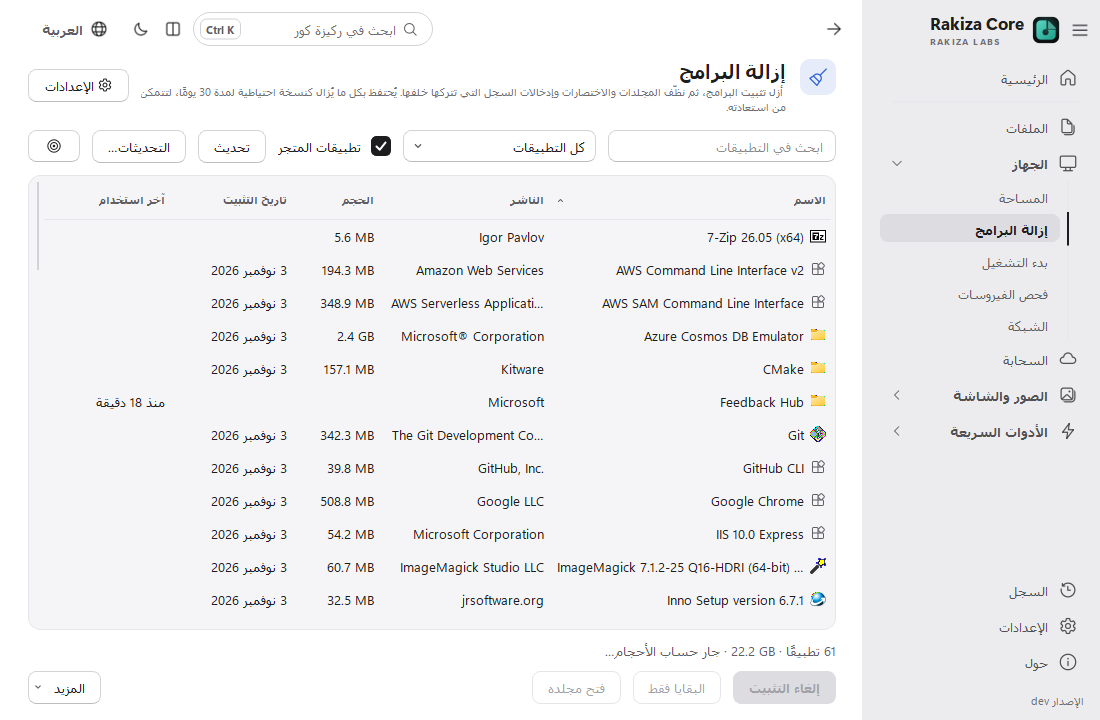 Rakiza Core
RAKIZA LABS
الرئيسية
الملفات
الجهاز
المساحة
إزالة البرامج
بدء التشغيل
فحص الفيروسات
الشبكة
السحابة
الصور والشاشة
الأدوات السريعة
السجل
الإعدادات
حول
الإصدار dev
ابحث في ركيزة كور Ctrl K
العربية
إزالة البرامج
أزل تثبيت البرامج، ثم نظّف المجلدات والاختصارات وإدخالات السجل التي تتركها خلفها. يُحتفظ بكل ما يُزال كنسخة احتياطية لمدة 30 يومًا، لتتمكن
من استعادته.
الإعدادات
ابحث في التطبيقات كل التطبيقات تطبيقات المتجر تحديث التحديثات...
الاسم الناشر الحجم تاريخ التثبيت آخر استخدام
7-Zip 26.05 (x64) Igor Pavlov 5.6 MB
AWS Command Line Interface v2 Amazon Web Services 194.3 MB 3 نوفمبر 2026
AWS SAM Command Line Interface AWS Serverless Applicati... 348.9 MB 3 نوفمبر 2026
Azure Cosmos DB Emulator Microsoft® Corporation 2.4 GB 3 نوفمبر 2026
CMake Kitware 157.1 MB 3 نوفمبر 2026
Feedback Hub Microsoft منذ 18 دقيقة
Git The Git Development Co... 342.3 MB 3 نوفمبر 2026
GitHub CLI GitHub, Inc. 39.8 MB 3 نوفمبر 2026
Google Chrome Google LLC 508.8 MB 3 نوفمبر 2026
IIS 10.0 Express Microsoft Corporation 54.2 MB 3 نوفمبر 2026
ImageMagick 7.1.2-25 Q16-HDRI (64-bit) ... ImageMagick Studio LLC 60.7 MB 3 نوفمبر 2026
Inno Setup version 6.7.1 jrsoftware.org 32.5 MB 3 نوفمبر 2026
61 تطبيقًا · 22.2 GB · جار حساب الأحجام...
إلغاء التثبيت البقايا فقط فتح مجلده المزيد